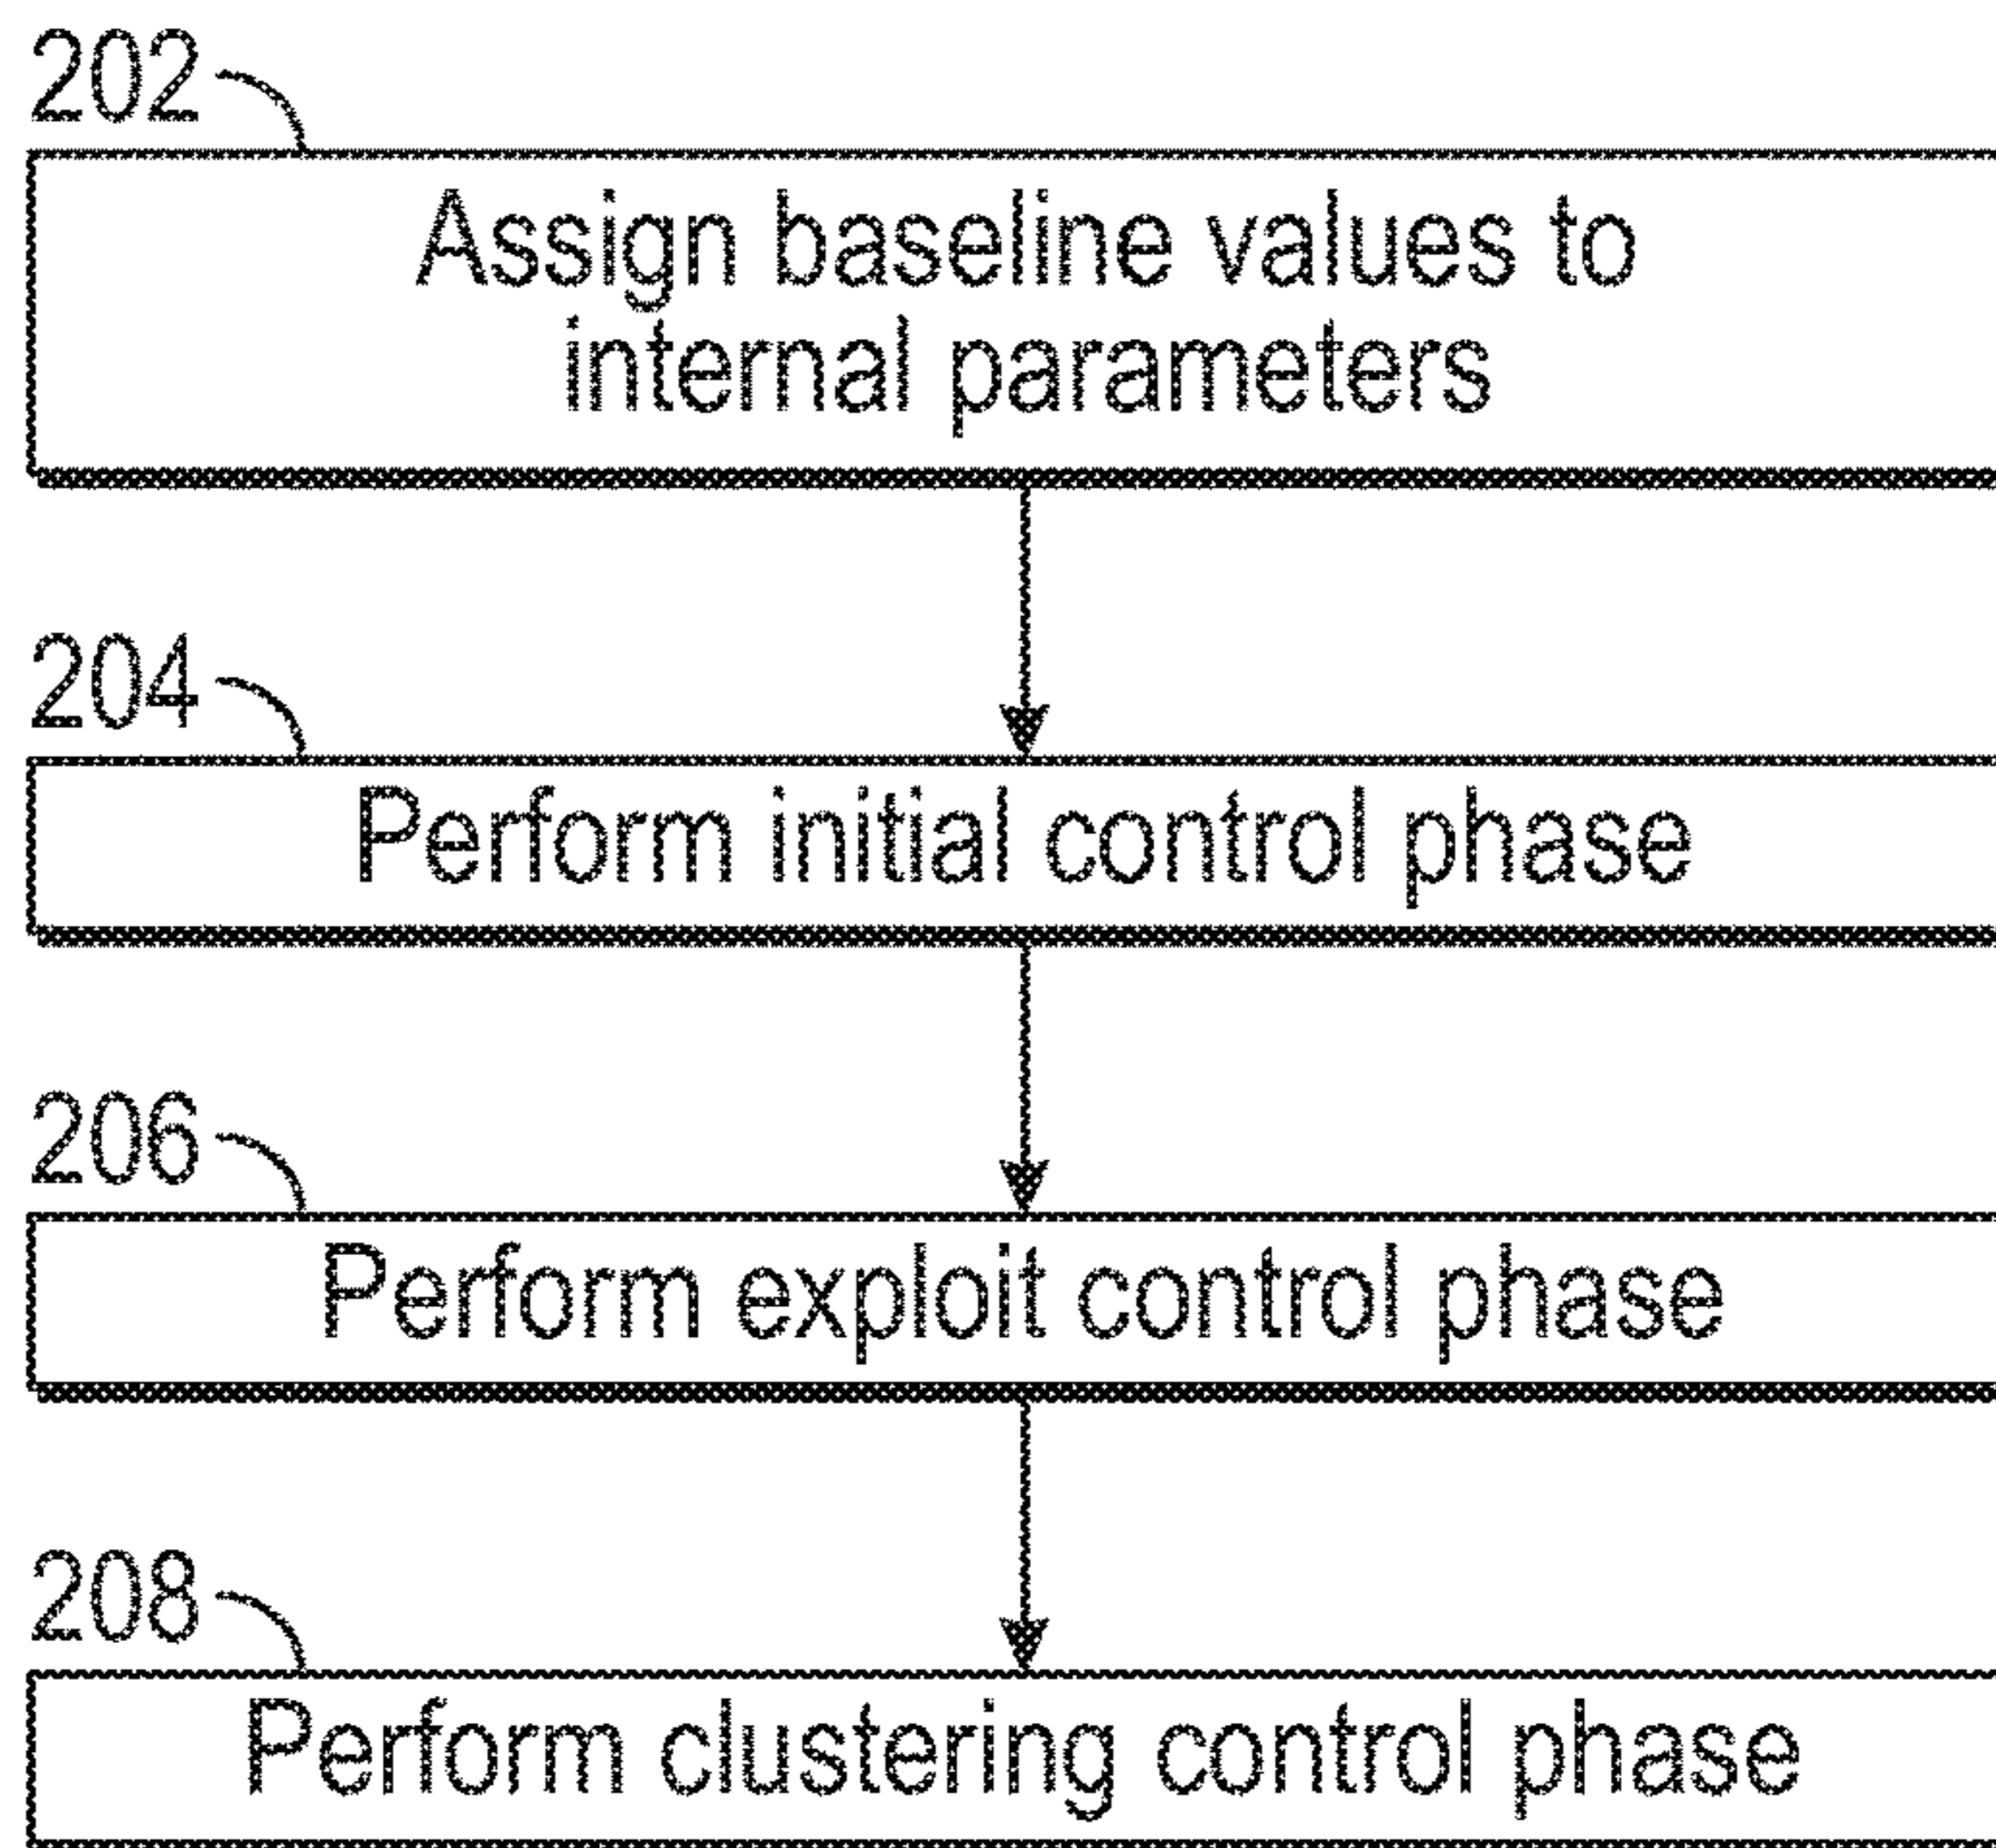 202
Assign baseline values to
internal parameters
204
Perform initial control phase
206
Perform exploit control phase
208
Perform clustering control phase